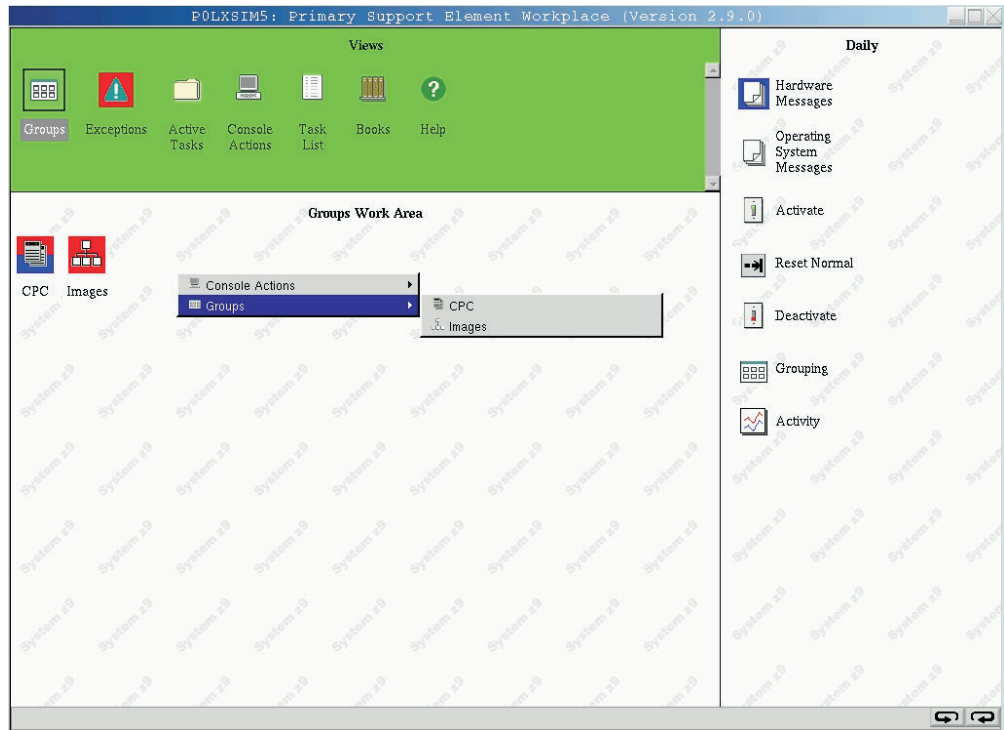 P0LXSIM5: Primary Support Element Workplace (Version 2.9.0)
Views
Groups
Exceptions
Active
Tasks
Console
Actions
Task
List
Books
Help
Groups Work Area
CPC
Images
Console Actions
Groups
CPC
Images
Daily
Hardware
Messages
Operating
System
Messages
Activate
Reset Normal
Deactivate
Grouping
Activity
System z9